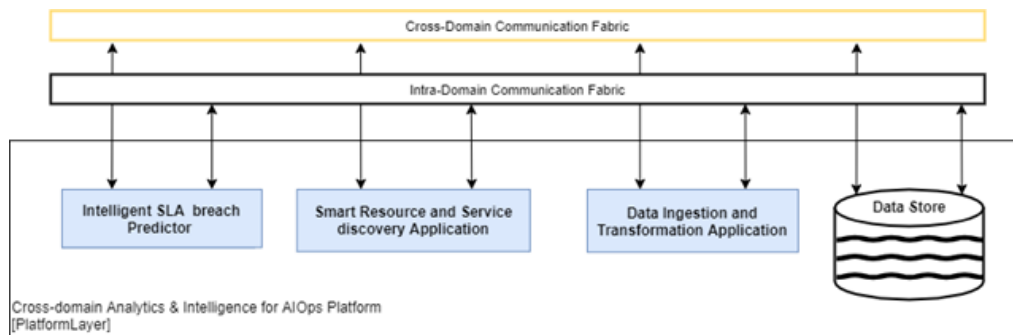 Cross-Domain Communication Fabric
Intra-Domain Communication Fabric
Intelligent SLA breach
Predictor
Smart Resource and Service
discovery Application
Data Ingestion and
Transformation Application
Data Store
Cross-domain Analytics & Intelligence for AIOps Platform
[PlatformLayer]